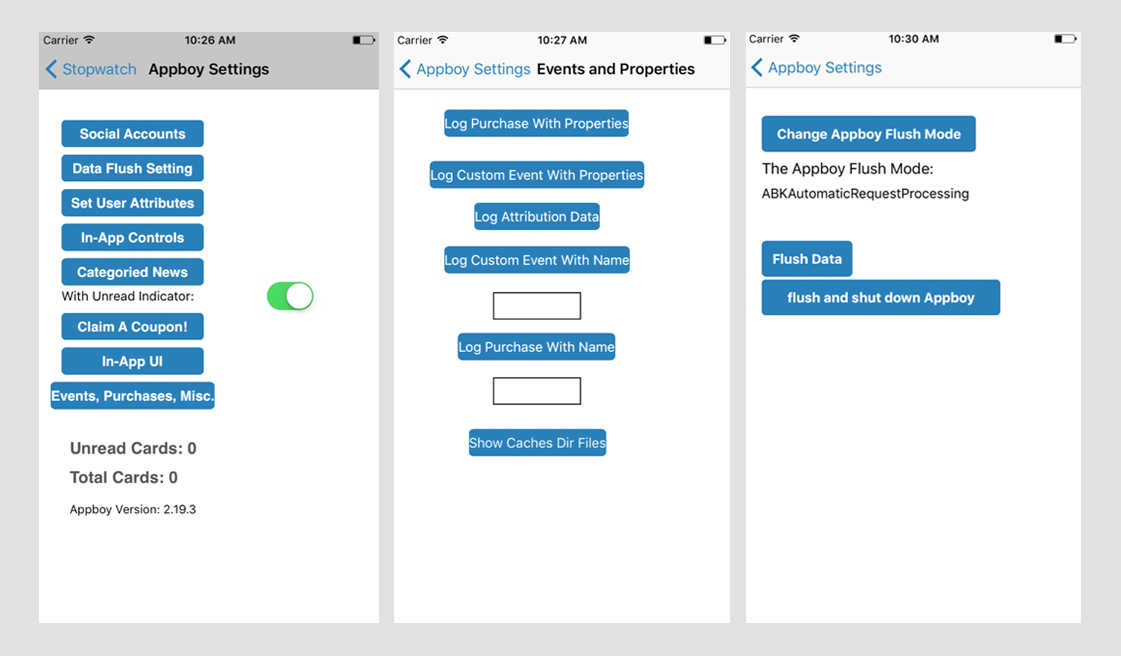 Carrier 10:26 AM
Stopwatch Appboy Settings
Social Accounts
Data Flush Setting
Set User Attributes
In-App Controls
Categoried News
With Unread Indicator:
Claim A Coupon!
In-App UI
Events, Purchases, Misc.
Unread Cards: 0
Total Cards: 0
Appboy Version: 2.19.3
Carrier 10:27 AM
Appboy Settings Events and Properties
Log Purchase With Properties
Log Custom Event With Properties
Log Attribution Data
Log Custom Event With Name
Log Purchase With Name
Show Caches Dir Files
Carrier 10:30 AM
Appboy Settings
Change Appboy Flush Mode
The Appboy Flush Mode:
ABKAutomaticRequestProcessing
Flush Data
flush and shut down Appboy